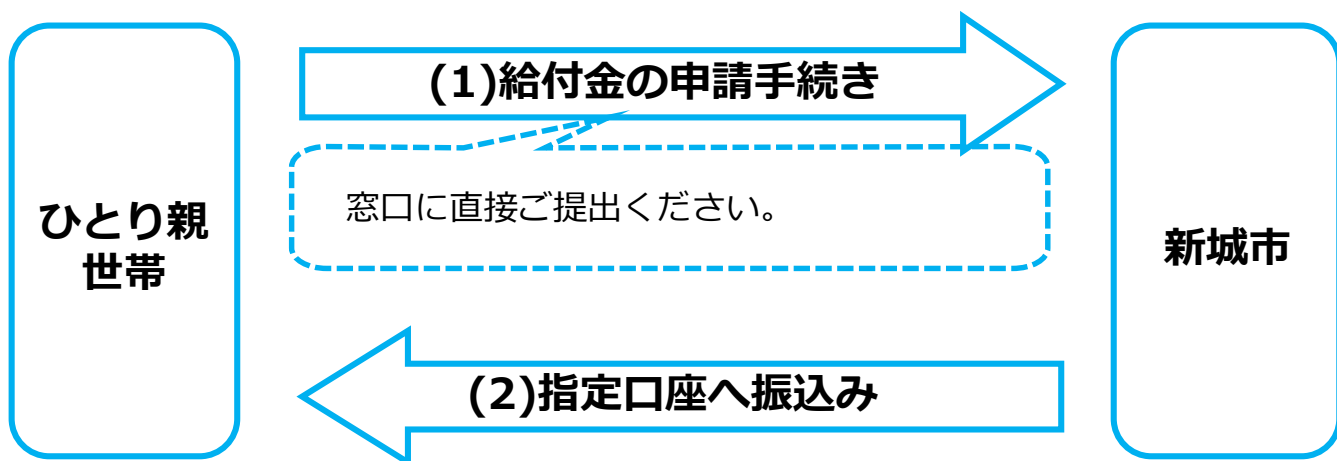 (1)給付金の申請手続き
窓口に直接ご提出ください。
ひとり親
世帯
新城市
(2)指定口座へ振込み